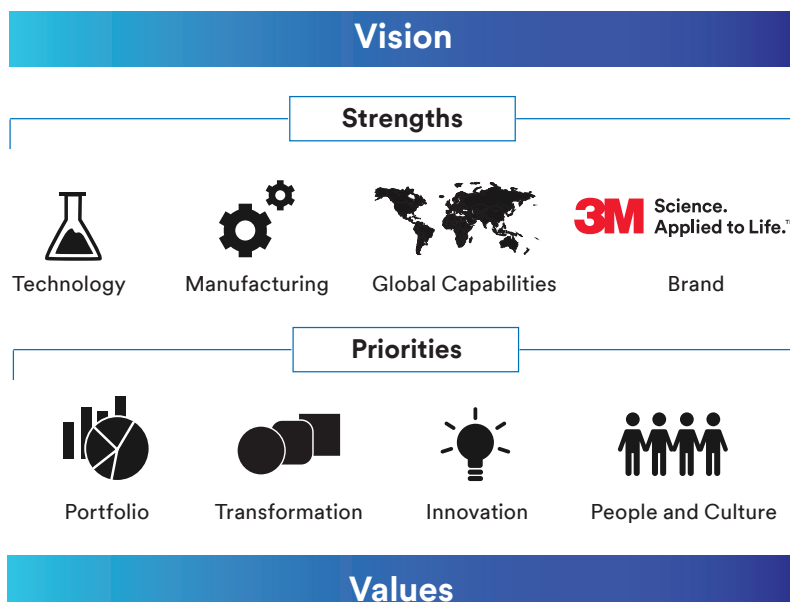 Vision
Strengths
3M Science.
Applied to Life.™
Technology Manufacturing Global Capabilities Brand
Priorities
Portfolio Transformation Innovation People and Culture
Values